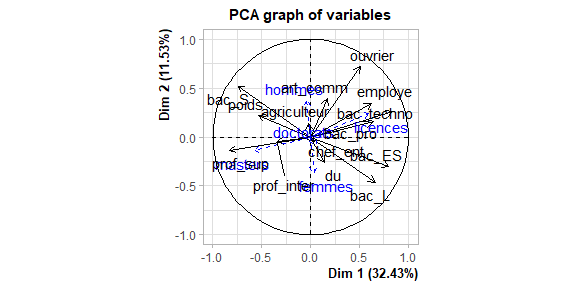 PCA graph of variables
Dim 2 (11.53%)
1.0
0.5
0.0
-0.5
-1.0
ouvrier
hommes
art_comm
employe
bac_S
poids
agriculteur
bac_techno
licences
doctorat
bac_pro
chef_ent
bac_ES
prof_sup
masters
du
prof_inter
femmes
bac_L
-1.0 -0.5 0.0 0.5 1.0
Dim 1 (32.43%)